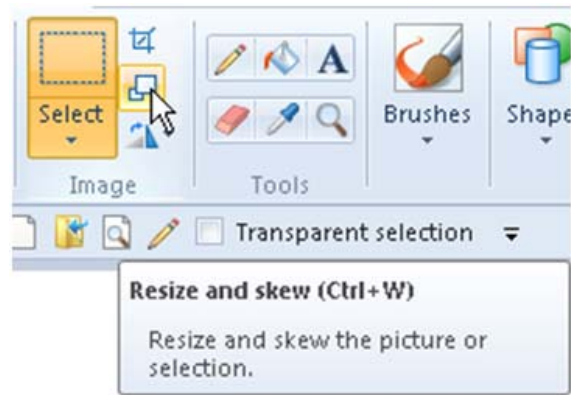 Select
Brushes
Shape
Image
Tools
Transparent selection
Resize and skew (Ctrl+W)
Resize and skew the picture or
selection.